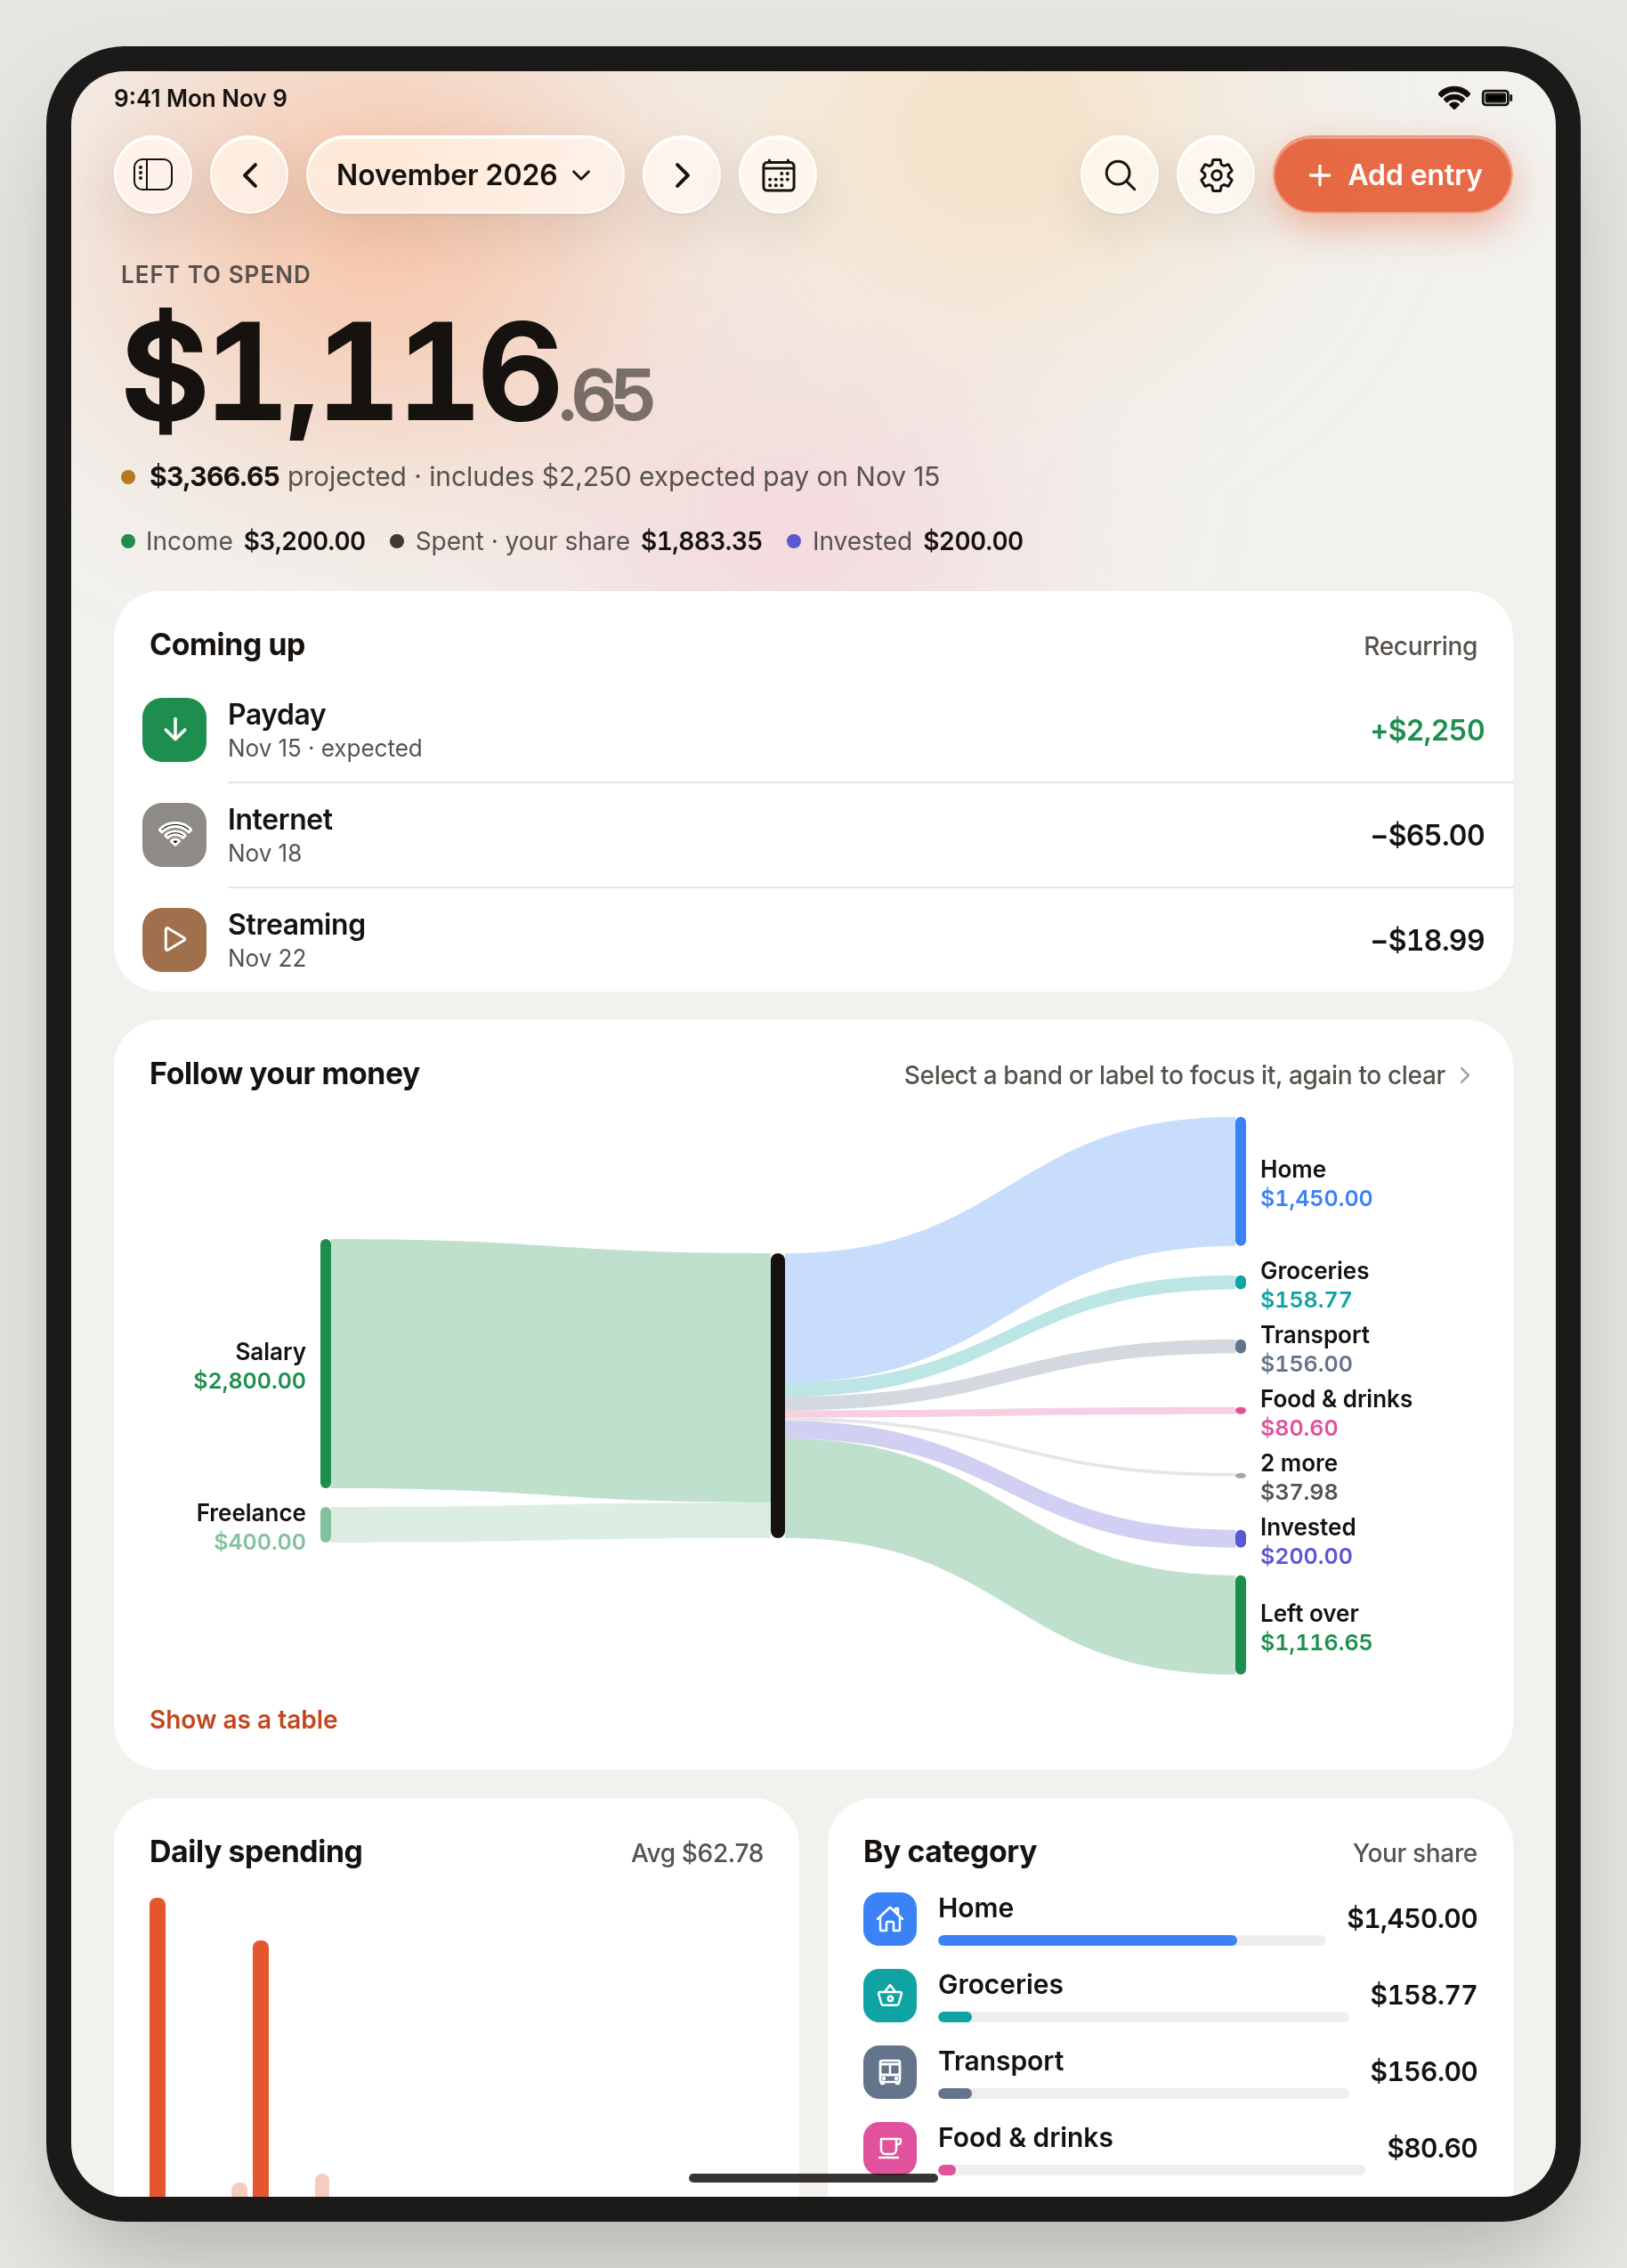 9:41 Mon Nov 9
November 2026
Add entry
LEFT TO SPEND
$1,116.65
$3,366.65 projected · includes $2,250 expected pay on Nov 15
Income $3,200.00 Spent · your share $1,883.35 Invested $200.00
Coming up
Recurring
Payday
Nov 15 · expected
+$2,250
Internet
Nov 18
−$65.00
Streaming
Nov 22
−$18.99
Follow your money
Select a band or label to focus it, again to clear
Salary
$2,800.00
Freelance
$400.00
Home
$1,450.00
Groceries
$158.77
Transport
$156.00
Food & drinks
$80.60
2 more
$37.98
Invested
$200.00
Left over
$1,116.65
Show as a table
Daily spending
Avg $62.78
By category
Your share
Home
$1,450.00
Groceries
$158.77
Transport
$156.00
Food & drinks
$80.60